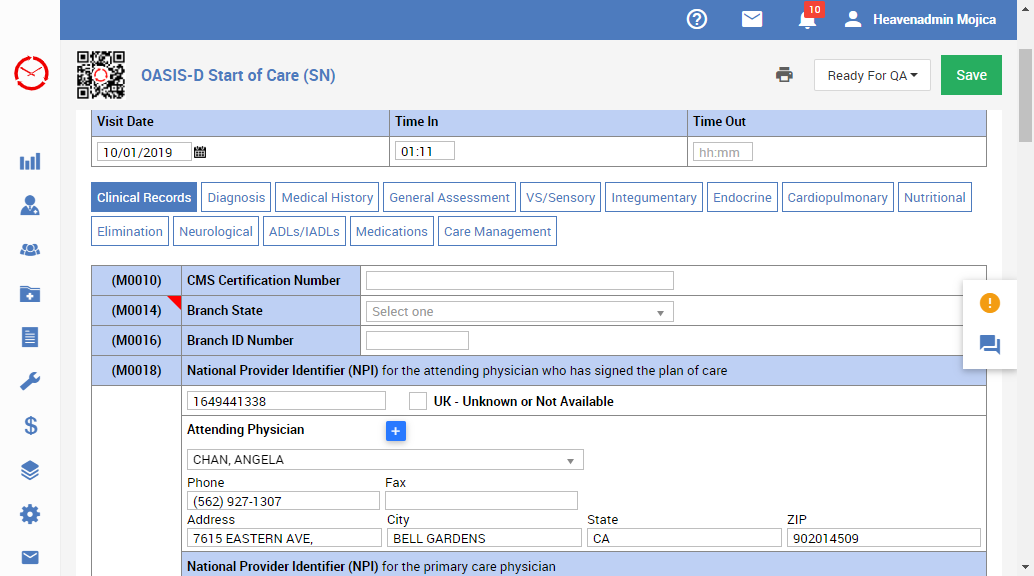 10
Heavenadmin Mojica
OASIS-D Start of Care (SN)
Ready For QA
Save
Visit Date
Time In
Time Out
10/01/2019
01:11
hh:mm
Clinical Records
Diagnosis
Medical History
General Assessment
VS/Sensory
Integumentary
Endocrine
Cardiopulmonary
Nutritional
Elimination
Neurological
ADLs/IADLs
Medications
Care Management
(M0010) CMS Certification Number
(M0014) Branch State Select one
(M0016) Branch ID Number
(M0018) National Provider Identifier (NPI) for the attending physician who has signed the plan of care
1649441338 UK - Unknown or Not Available
Attending Physician +
CHAN, ANGELA
Phone Fax
(562) 927-1307
Address City State ZIP
7615 EASTERN AVE, BELL GARDENS CA 902014509
National Provider Identifier (NPI) for the primary care physician